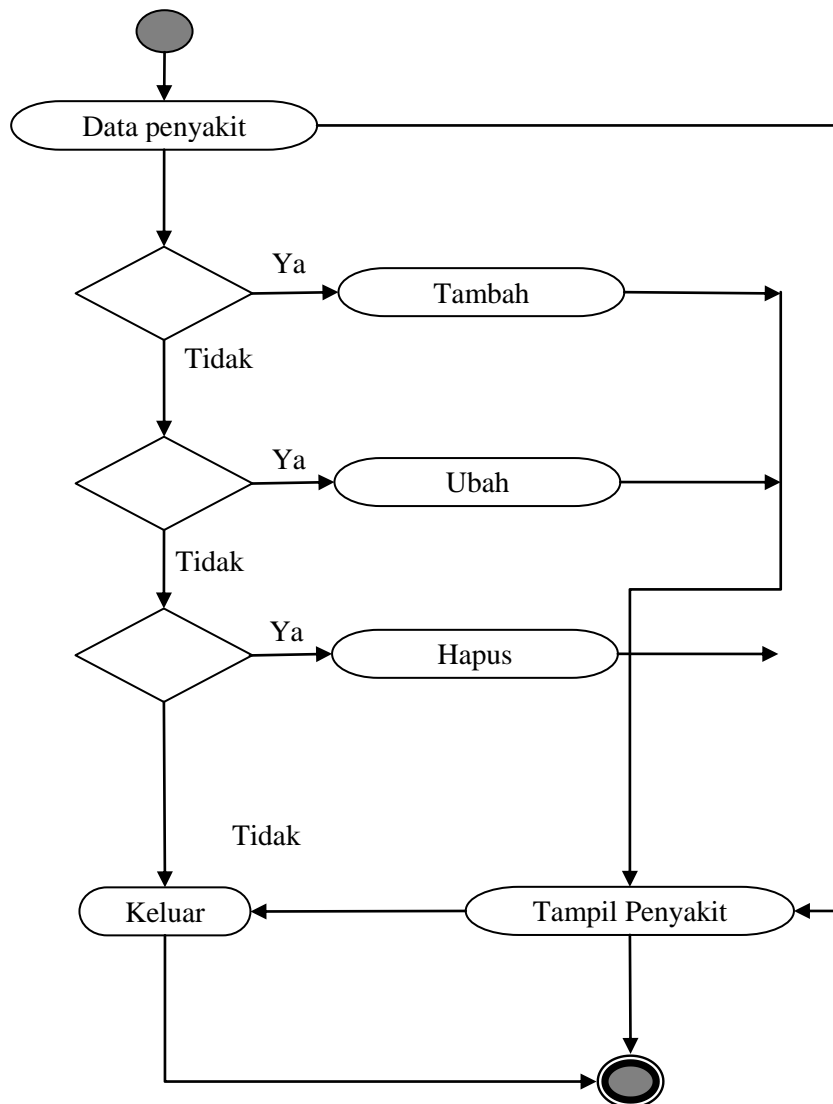 Data penyakit
Ya
Tambah
Tidak
Ya
Ubah
Tidak
Ya
Hapus
Tidak
Keluar
Tampil Penyakit